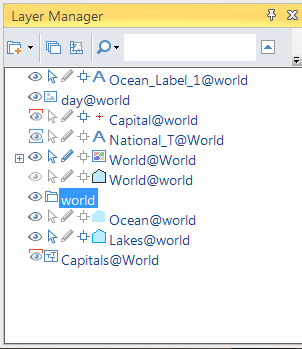 Layer Manager
Ocean_Label_1@world
day@world
Capital@world
National_T@World
World@World
World@world
world
Ocean@world
Lakes@world
Capitals@World